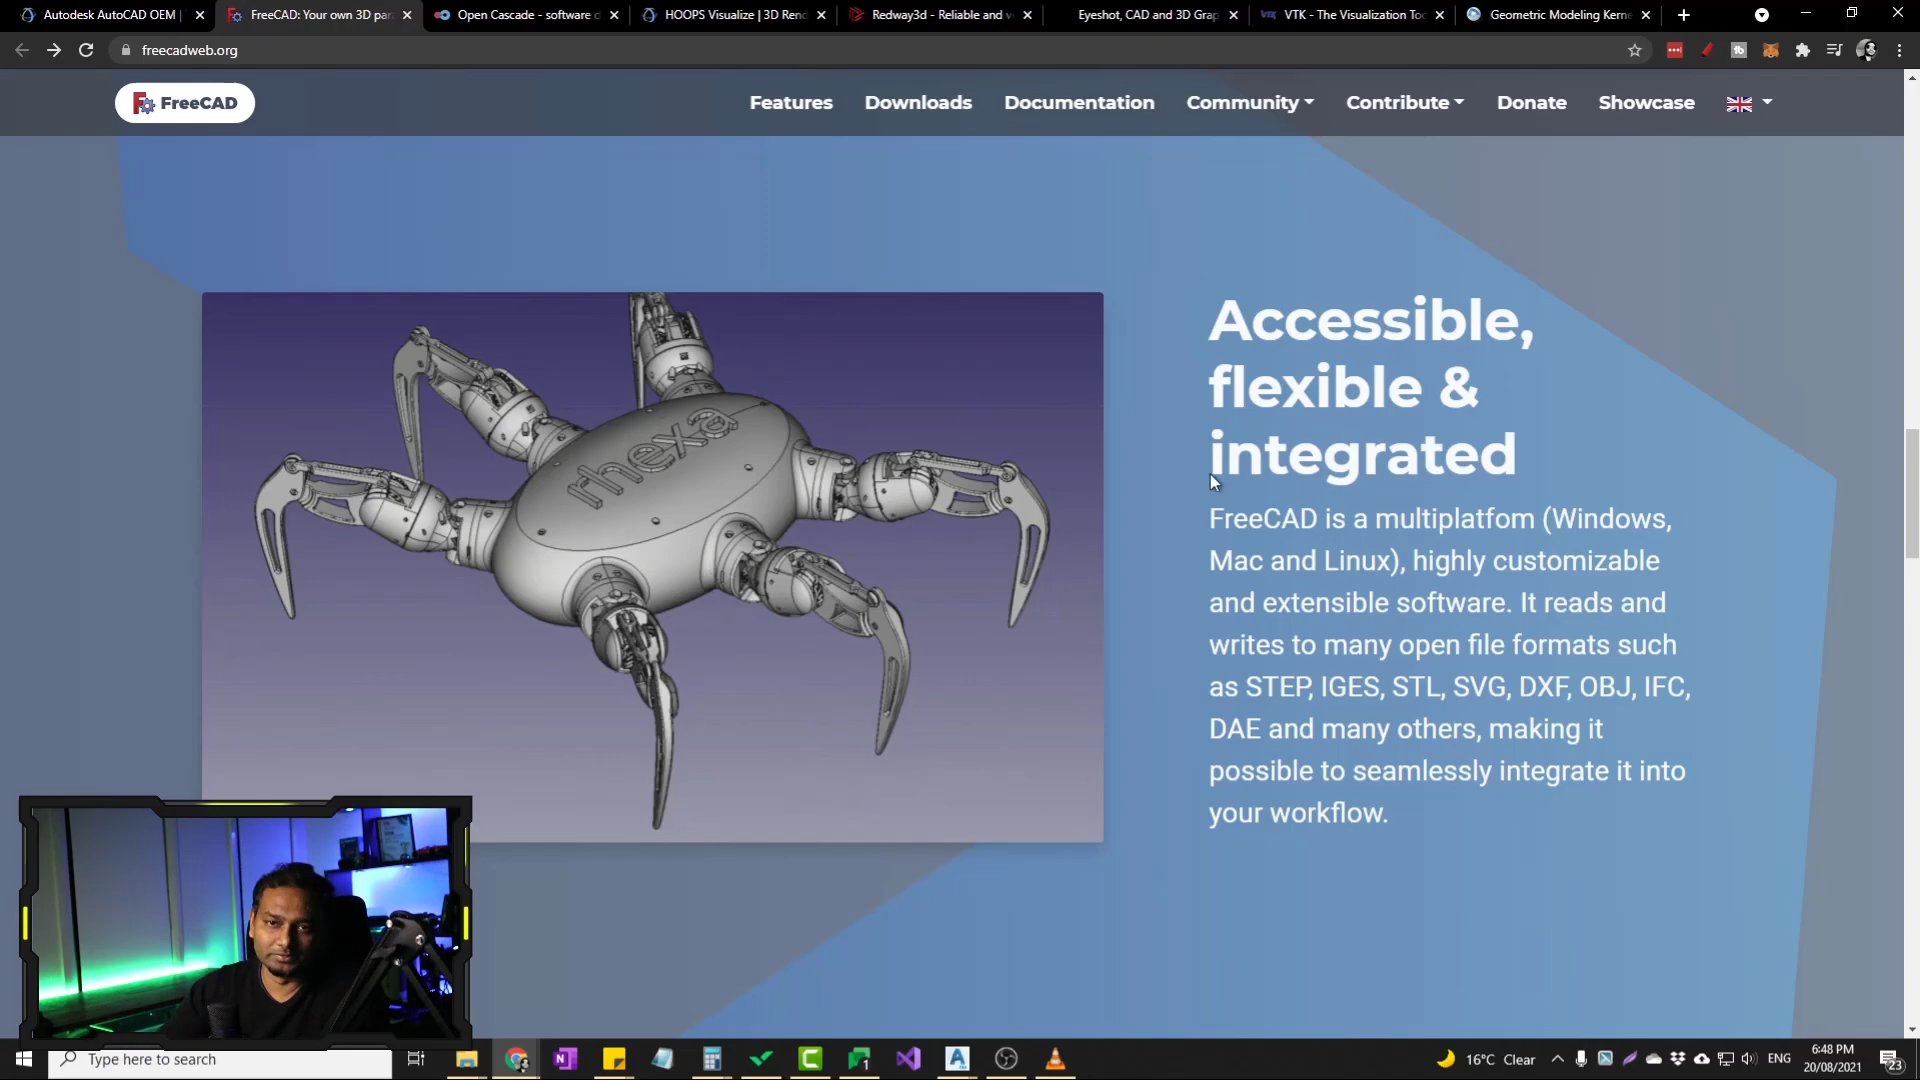 Autodesk AutoCAD OEM |
FreeCAD: Your own 3D par
Open Cascade - software d
HOOPS Visualize | 3D Rend
Redway3d - Reliable and v
Eyeshot, CAD and 3D Grap
VTK - The Visualization Too
Geometric Modeling Kerne
freecadweb.org
FreeCAD
Features
Downloads
Documentation
Community
Contribute
Donate
Showcase
rhexa
Accessible,
flexible &
integrated
FreeCAD is a multiplatfom (Windows,
Mac and Linux), highly customizable
and extensible software. It reads and
writes to many open file formats such
as STEP, IGES, STL, SVG, DXF, OBJ, IFC,
DAE and many others, making it
possible to seamlessly integrate it into
your workflow.
Type here to search
16°C Clear
ENG
6:48 PM
20/08/2021
23